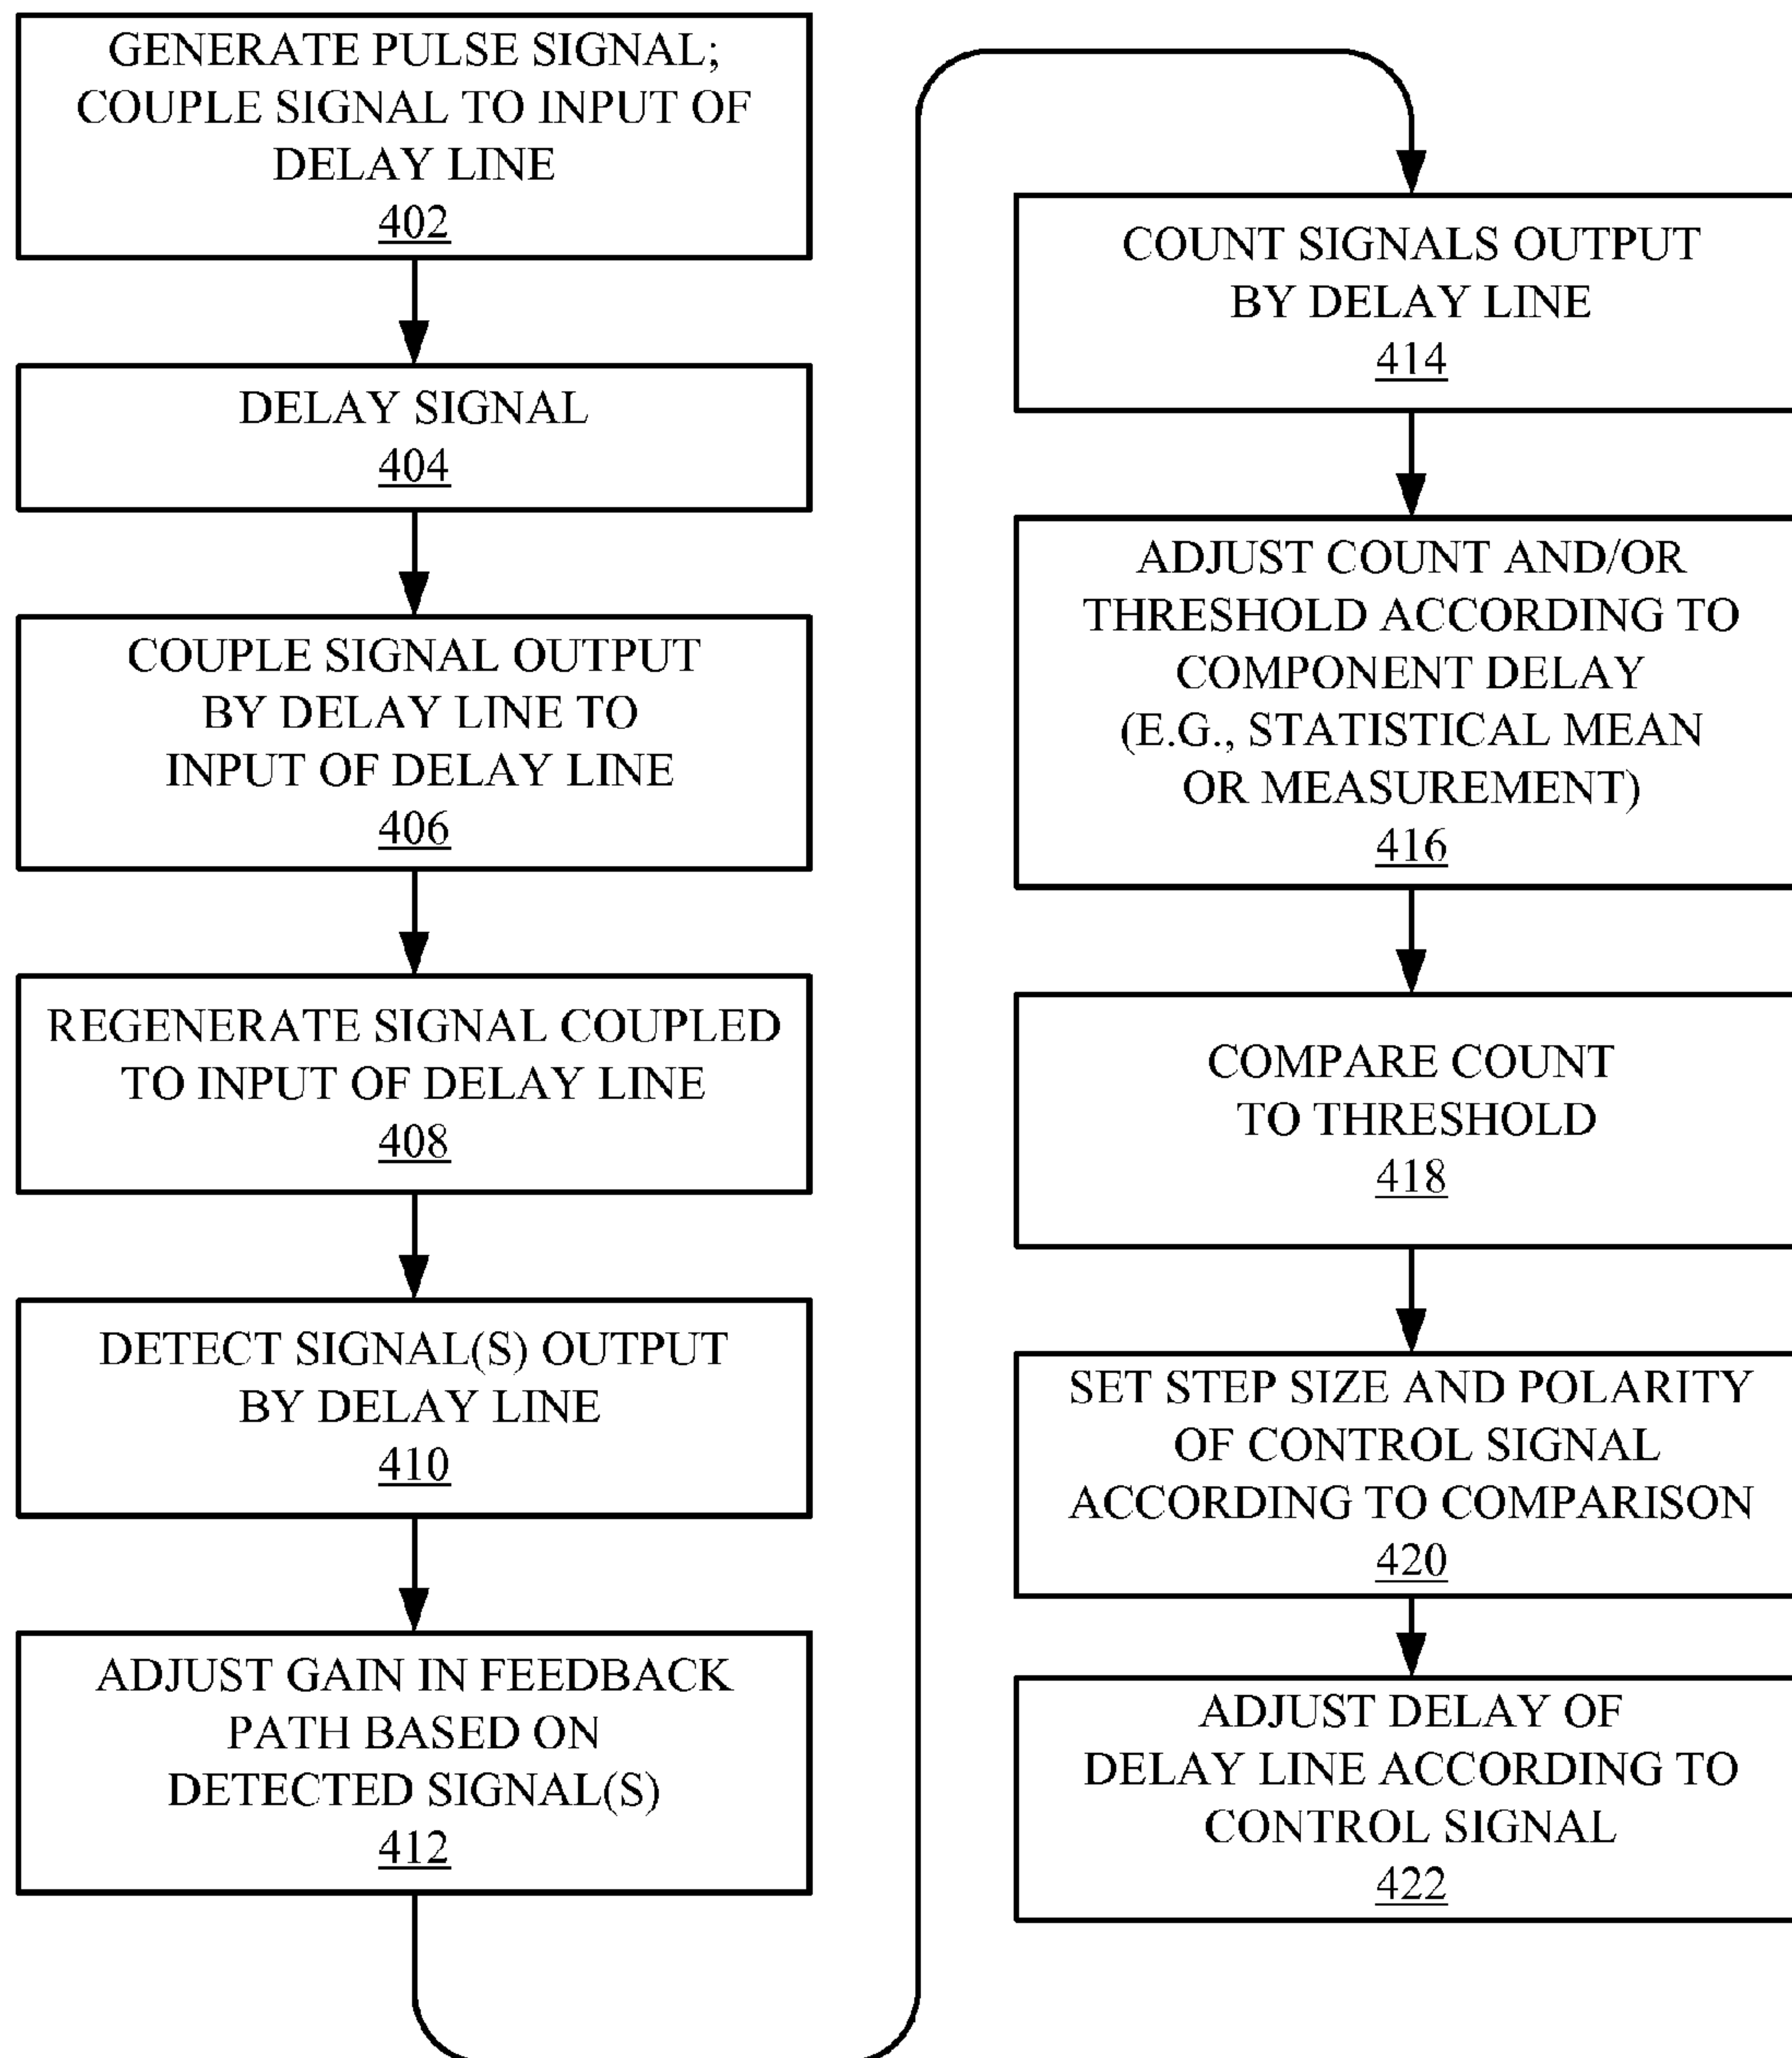 GENERATE PULSE SIGNAL;
COUPLE SIGNAL TO INPUT OF
DELAY LINE
402
DELAY SIGNAL
404
COUPLE SIGNAL OUTPUT
BY DELAY LINE TO
INPUT OF DELAY LINE
406
REGENERATE SIGNAL COUPLED
TO INPUT OF DELAY LINE
408
DETECT SIGNAL(S) OUTPUT
BY DELAY LINE
410
ADJUST GAIN IN FEEDBACK
PATH BASED ON
DETECTED SIGNAL(S)
412
COUNT SIGNALS OUTPUT
BY DELAY LINE
414
ADJUST COUNT AND/OR
THRESHOLD ACCORDING TO
COMPONENT DELAY
(E.G., STATISTICAL MEAN
OR MEASUREMENT)
416
COMPARE COUNT
TO THRESHOLD
418
SET STEP SIZE AND POLARITY
OF CONTROL SIGNAL
ACCORDING TO COMPARISON
420
ADJUST DELAY OF
DELAY LINE ACCORDING TO
CONTROL SIGNAL
422